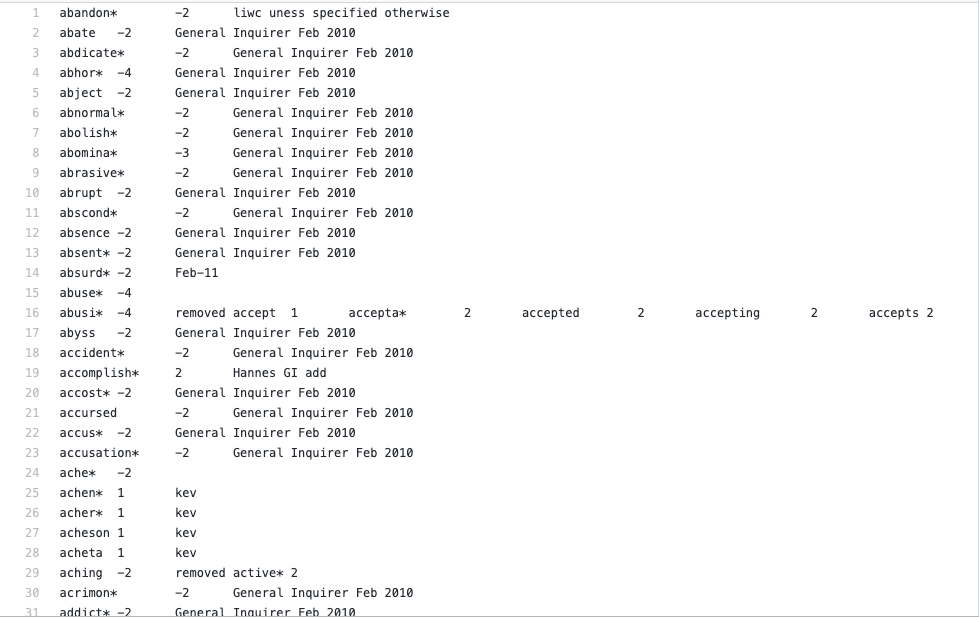 1 abandon* -2 liwc uness specified otherwise
2 abate -2 General Inquirer Feb 2010
3 abdicate* -2 General Inquirer Feb 2010
4 abhor* -4 General Inquirer Feb 2010
5 abject -2 General Inquirer Feb 2010
6 abnormal* -2 General Inquirer Feb 2010
7 abolish* -2 General Inquirer Feb 2010
8 abomina* -3 General Inquirer Feb 2010
9 abrasive* -2 General Inquirer Feb 2010
10 abrupt -2 General Inquirer Feb 2010
11 abscond* -2 General Inquirer Feb 2010
12 absence -2 General Inquirer Feb 2010
13 absent* -2 General Inquirer Feb 2010
14 absurd* -2 Feb-11
15 abuse* -4
16 abusi* -4 removed accept 1 accepta* 2 accepted 2 accepting 2 accepts 2
17 abyss -2 General Inquirer Feb 2010
18 accident* -2 General Inquirer Feb 2010
19 accomplish* 2 Hannes GI add
20 accost* -2 General Inquirer Feb 2010
21 accursed -2 General Inquirer Feb 2010
22 accus* -2 General Inquirer Feb 2010
23 accusation* -2 General Inquirer Feb 2010
24 ache* -2
25 achen* 1 kev
26 acher* 1 kev
27 acheson 1 kev
28 acheta 1 kev
29 aching -2 removed active* 2
30 acrimon* -2 General Inquirer Feb 2010
31 addict* -2 General Inquirer Feb 2010